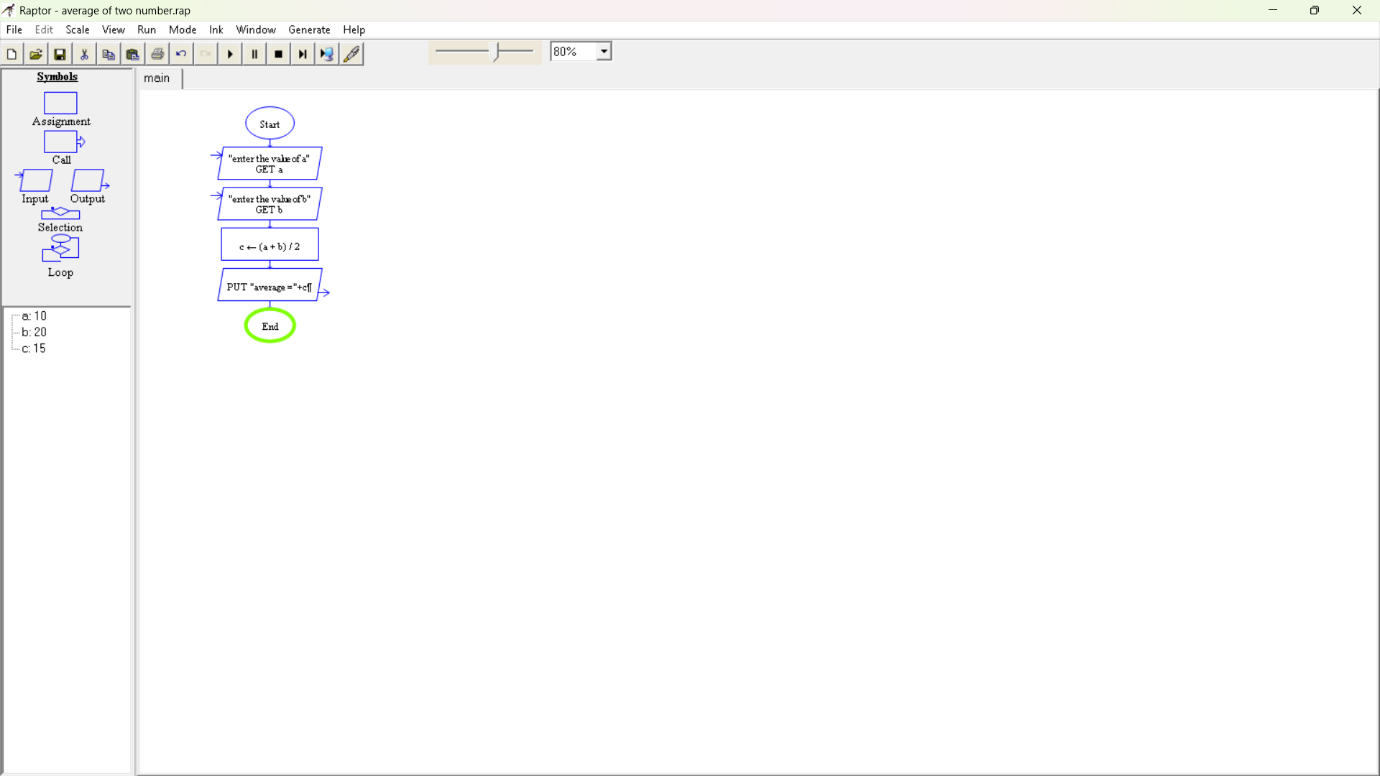 Raptor - average of two number.rap
File Edit Scale View Run Mode Ink Window Generate Help
80%
Symbols
Assignment
Call
Input Output
Selection
Loop
a: 10
b: 20
c: 15
main
Start
"enter the value of a"
GET a
"enter the value of b"
GET b
c ← (a + b) / 2
PUT "average ="+c¶
End